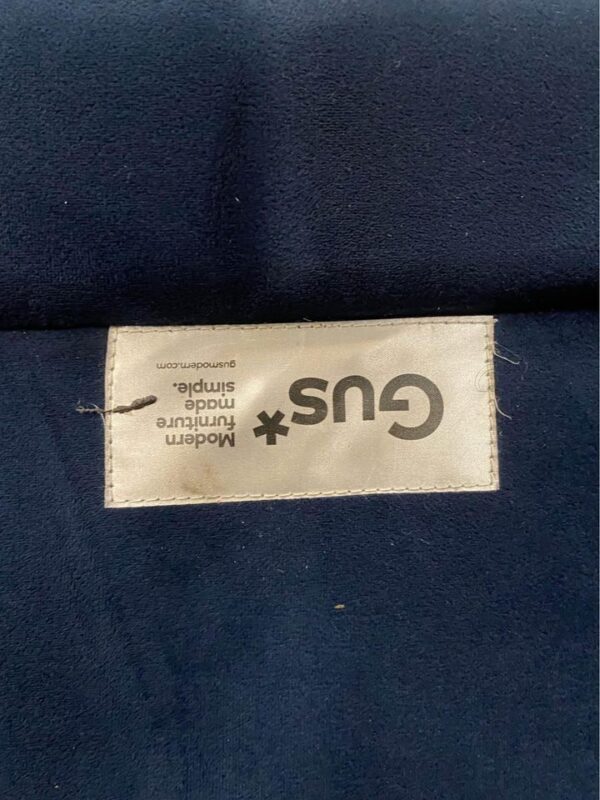 Gus*
Modern
furniture
made
simple.
gusmodern.com